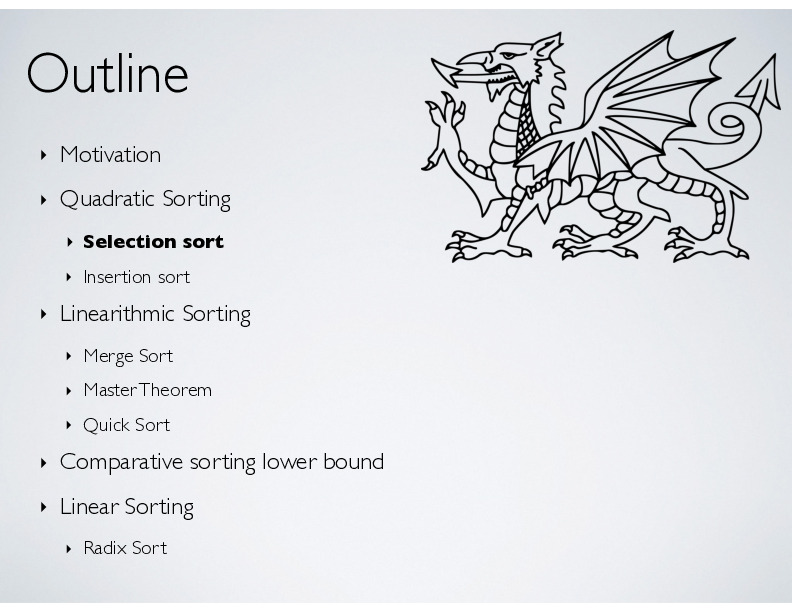 Outline
‣ Motivation
‣ Quadratic Sorting
‣ Selection sort
‣ Insertion sort
‣ Linearithmic Sorting
‣ Merge Sort
‣ Master Theorem
‣ Quick Sort
‣ Comparative sorting lower bound
‣ Linear Sorting
‣ Radix Sort